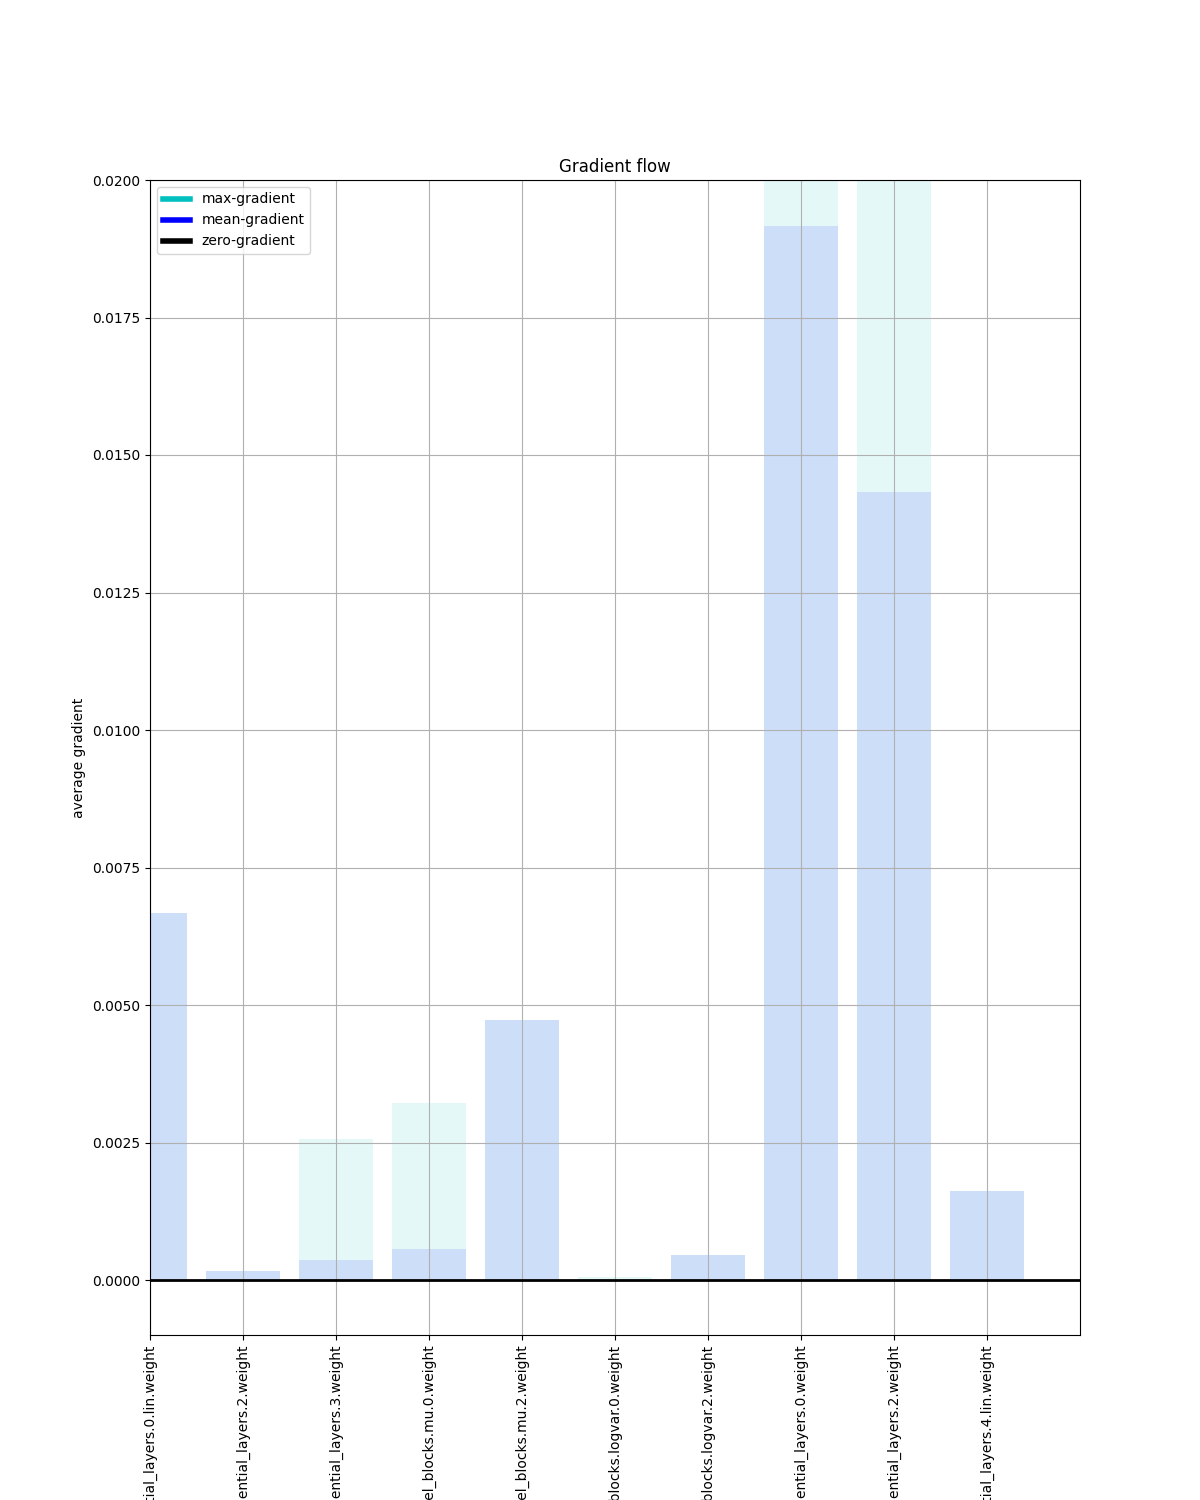 Gradient flow
max-gradient
mean-gradient
zero-gradient
0.0200
0.0175
0.0150
0.0125
0.0100
0.0075
0.0050
0.0025
0.0000
average gradient
tial_layers.0.lin.weight
ential_layers.2.weight
ential_layers.3.weight
el_blocks.mu.0.weight
el_blocks.mu.2.weight
blocks.logvar.0.weight
blocks.logvar.2.weight
ential_layers.0.weight
ential_layers.2.weight
tial_layers.4.lin.weight